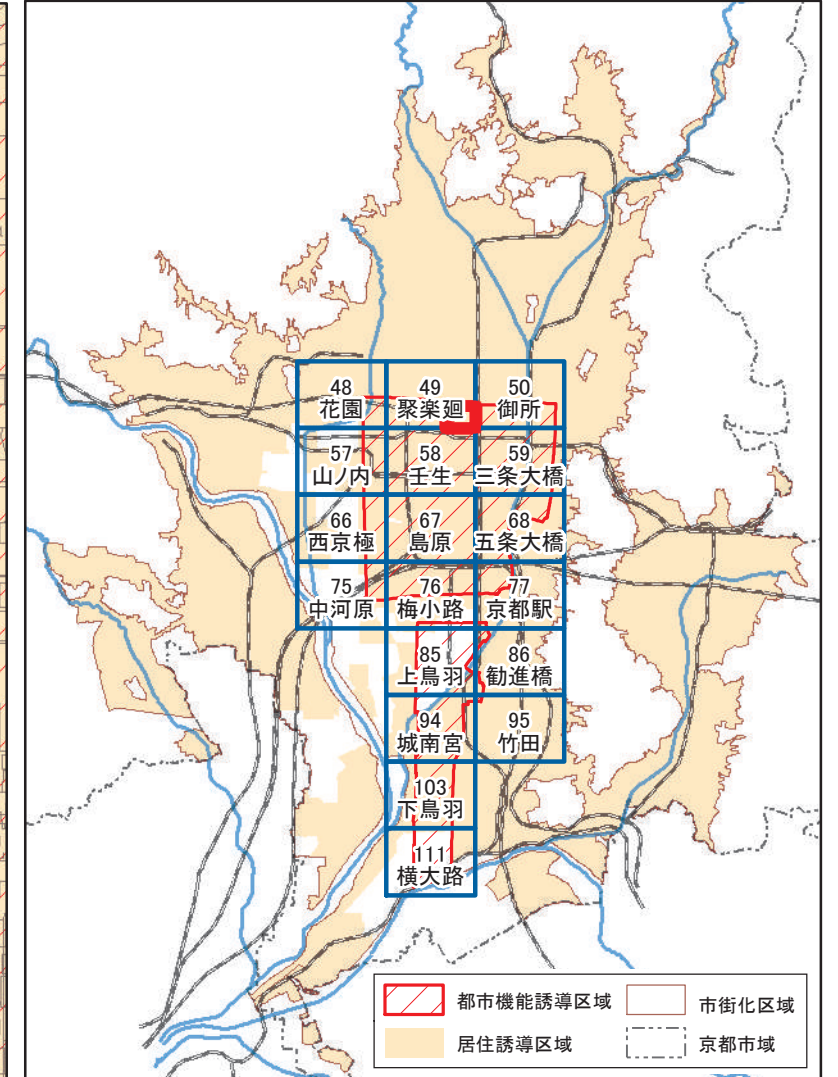 48
花園
49
聚楽廻
50
御所
57
山ノ内
58
壬生
59
三条大橋
66
西京極
67
島原
68
五条大橋
75
中河原
76
梅小路
77
京都駅
85
上鳥羽
86
勧進橋
94
城南宮
95
竹田
103
下鳥羽
111
横大路
都市機能誘導区域
市街化区域
居住誘導区域
京都市域